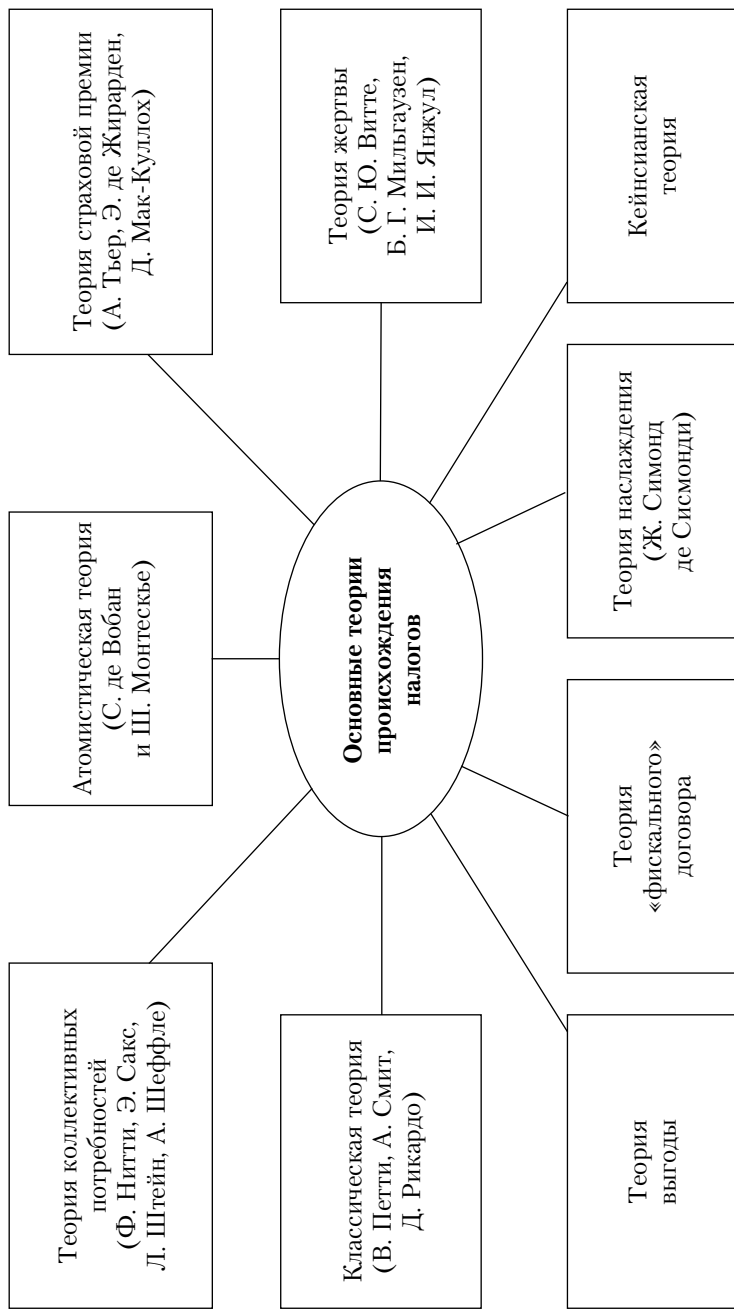 Теория коллективных
потребностей
(Ф. Нитти, Э. Сакс,
Л. Штейн, А. Шеффле)
Атомистическая теория
(С. де Вобан
и Ш. Монтескье)
Теория страховой премии
(А. Тьер, Э. де Жирарден,
Д. Мак-Куллох)
Классическая теория
(В. Петти, А. Смит,
Д. Рикардо)
Основные теории
происхождения
налогов
Теория жертвы
(С. Ю. Витте,
Б. Г. Мильгаузен,
И. И. Янжул)
Теория
выгоды
Теория
«фискального»
договора
Теория наслаждения
(Ж. Симонд
де Сисмонди)
Кейнсианская
теория